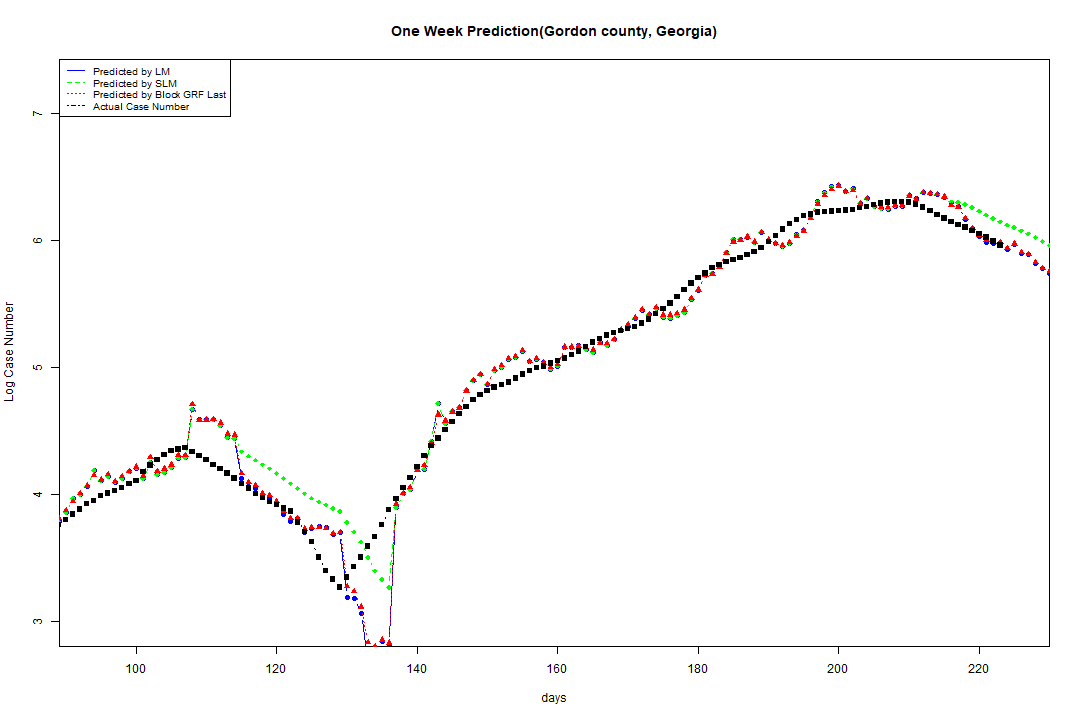 One Week Prediction(Gordon county, Georgia)
Predicted by LM
Predicted by SLM
Predicted by Block GRF Last
Actual Case Number
7
6
5
4
3
Log Case Number
100 120 140 160 180 200 220
days